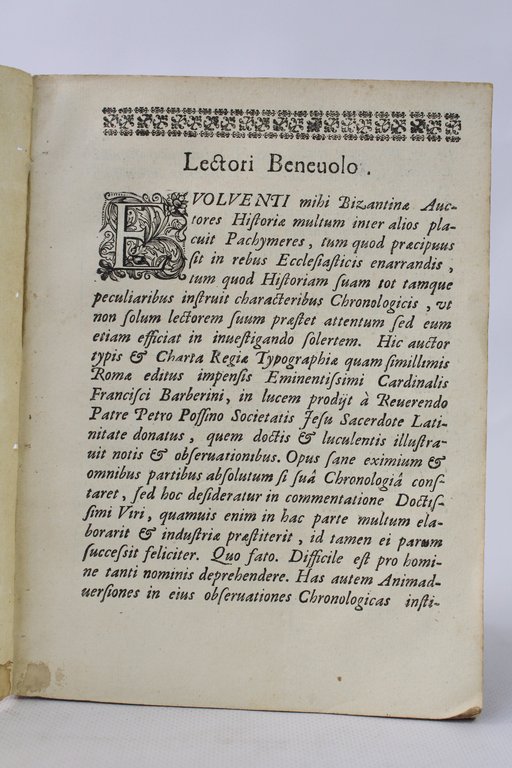 Lectori Beneuolo.
EVOLVENTI mihi Bizantinæ Auc-
tores Hiſtoriæ multum inter alios pla-
cuit Pachymeres, tum quod præcipuus
ſit in rebus Eccleſiaſticis enarrandis,
tum quod Hiſtoriam ſuam tot tamque
peculiaribus inſtruit characteribus Chronologicis, vt
non ſolum lectorem ſuum præſtet attentum ſed eum
etiam efficiat in inueſtigando ſolertem. Hic auctor
typis & Charta Regiæ Typographiæ quam ſimillimis
Romæ editus impenſis Eminentiſſimi Cardinalis
Franciſci Barberini, in lucem prodijt à Reuerendo
Patre Petro Poſſino Societatis Jeſu Sacerdote Lati-
nitate donatus, quem doctis & luculentis illuſtra-
uit notis & obſeruationibus. Opus ſane eximium &
omnibus partibus abſolutum ſi ſuâ Chronologiâ conſ-
taret, ſed hoc deſideratur in commentatione Doctiſ-
ſimi Viri, quamuis enim in hac parte multum ela-
borarit & induſtriæ præſtiterit, id tamen ei parum
ſucceſſit feliciter. Quo fato. Difficile eſt pro homi-
ne tanti nominis deprehendere. Has autem Animad-
uerſiones in eius obſeruationes Chronologicas inſti-